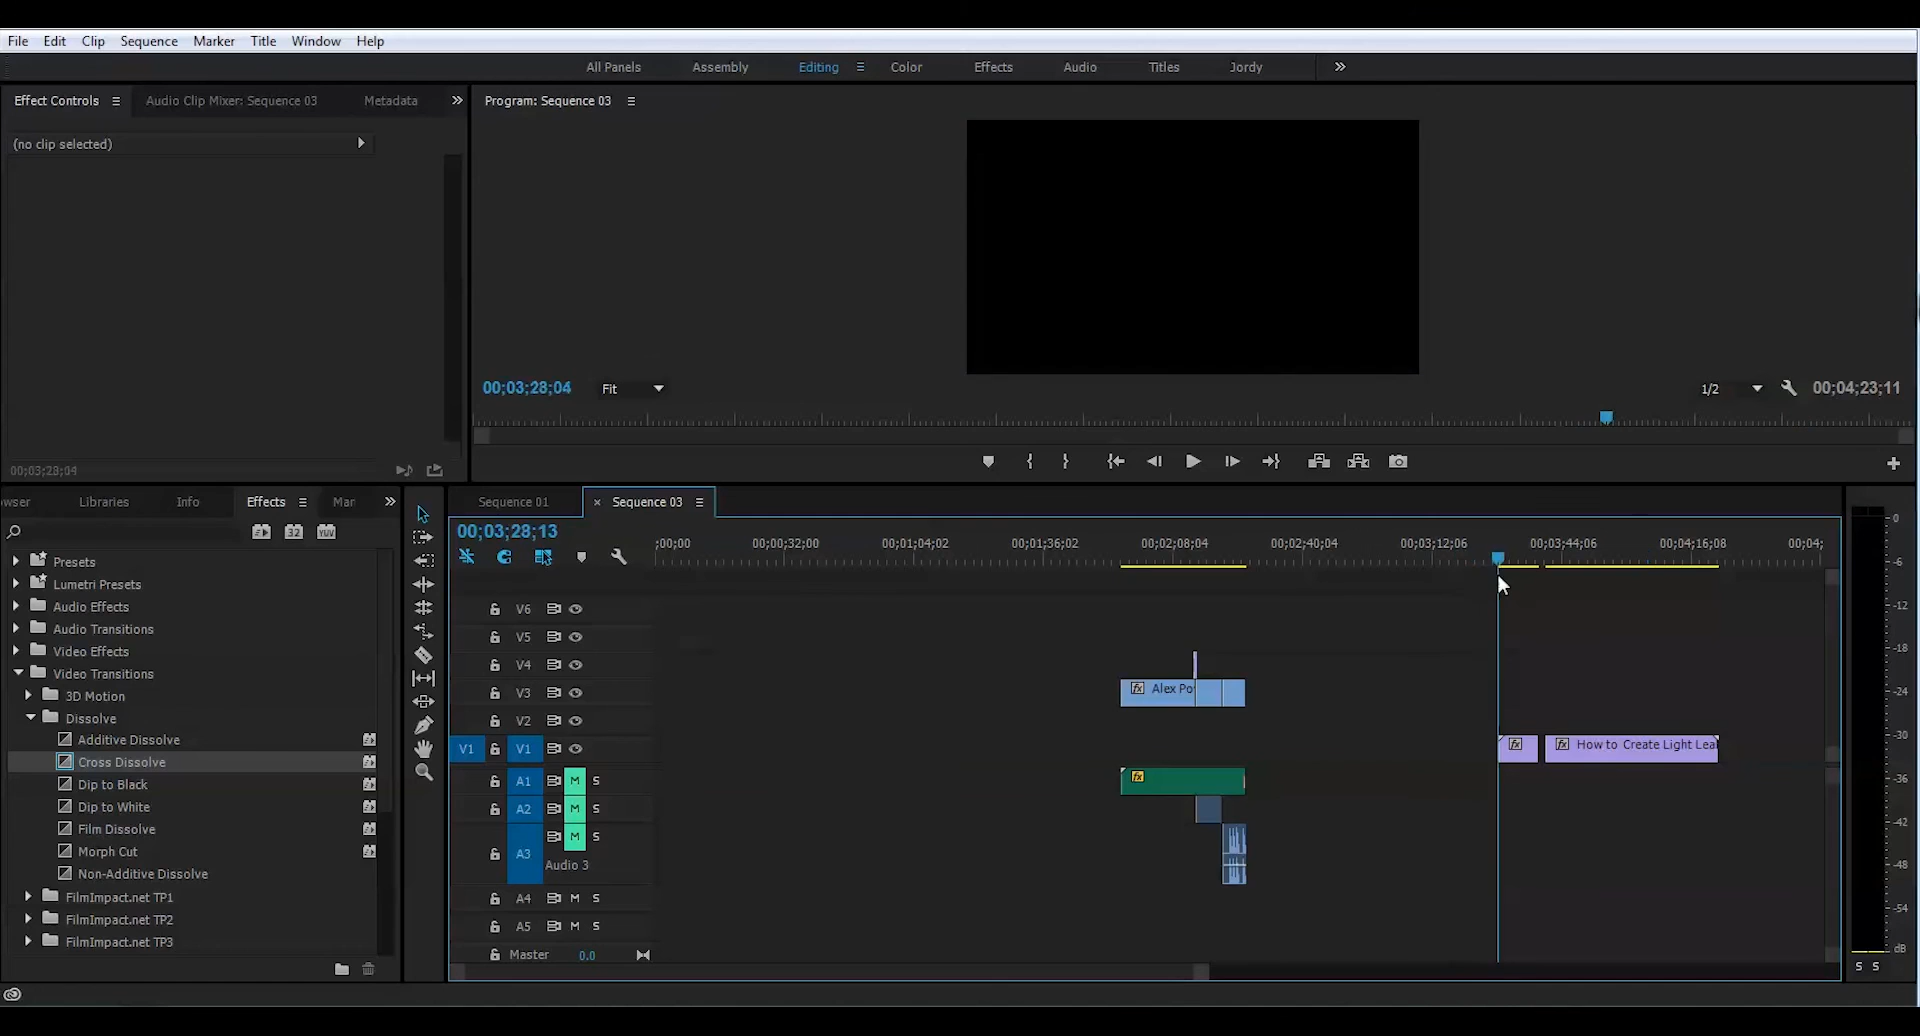 File Edit Clip Sequence Marker Title Window Help
All Panels Assembly Editing Color Effects Audio Titles Jordy
Effect Controls Audio Clip Mixer: Sequence 03 Metadata
Program: Sequence 03
(no clip selected)
00;03;28;04 Fit 1/2 00;04;23;11
00;03;28;04
owser Libraries Info Effects Mar
Sequence 01 × Sequence 03
32 YUV
00;03;28;13
;00;00 00;00;32;00 00;01;04;02 00;01;36;02 00;02;08;04 00;02;40;04 00;03;12;06 00;03;44;06 00;04;16;08 00;04;
Presets
Lumetri Presets
Audio Effects
Audio Transitions
Video Effects
Video Transitions
3D Motion
Dissolve
Additive Dissolve
Cross Dissolve
Dip to Black
Dip to White
Film Dissolve
Morph Cut
Non-Additive Dissolve
FilmImpact.net TP1
FilmImpact.net TP2
FilmImpact.net TP3
V6
V5
V4
V3 fx Alex Po
V2
V1 V1 fx fx How to Create Light Lea
A1 M S fx
A2 M S
A3 M S
Audio 3
A4 M S
A5 M S
Master 0.0
0
-6
-12
-18
-24
-30
-36
-42
-48
-54
dB
S S